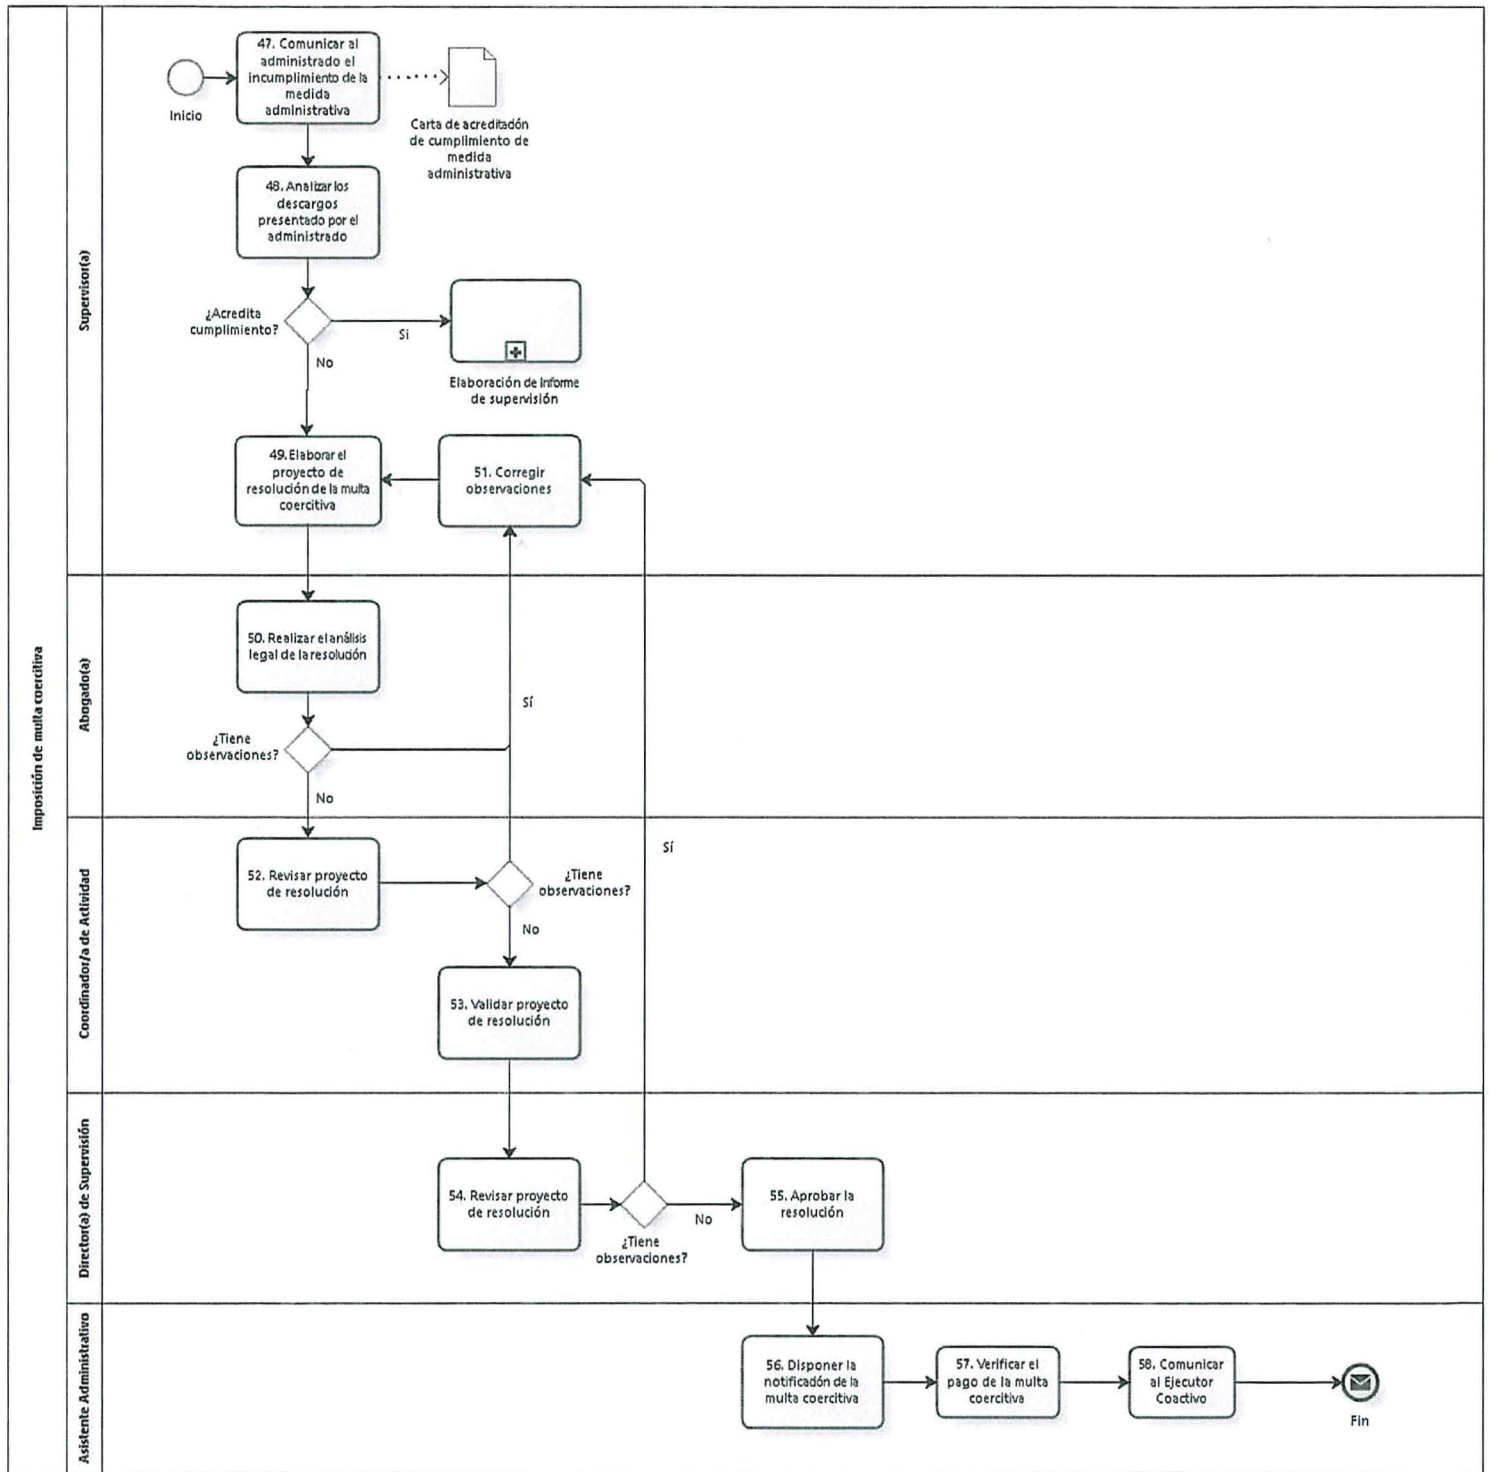 Imposición de multa coercitiva
Supervisor(a)
Inicio
47. Comunicar al
administrado el
incumplimiento de la
medida
administrativa
Carta de acreditación
de cumplimiento de
medida
administrativa
48. Analizar los
descargos
presentado por el
administrado
¿Acredita
cumplimiento?
Si
No
Elaboración de Informe
de supervisión
49. Elaborar el
proyecto de
resolución de la multa
coercitiva
51. Corregir
observaciones
Abogado(a)
50. Realizar el análisis
legal de la resolución
¿Tiene
observaciones?
Sí
No
Coordinador/a de Actividad
52. Revisar proyecto
de resolución
¿Tiene
observaciones?
Sí
No
53. Validar proyecto
de resolución
Director(a) de Supervisión
54. Revisar proyecto
de resolución
¿Tiene
observaciones?
No
55. Aprobar la
resolución
Asistente Administrativo
56. Disponer la
notificación de la
multa coercitiva
57. Verificar el
pago de la multa
coercitiva
58. Comunicar
al Ejecutor
Coactivo
Fin